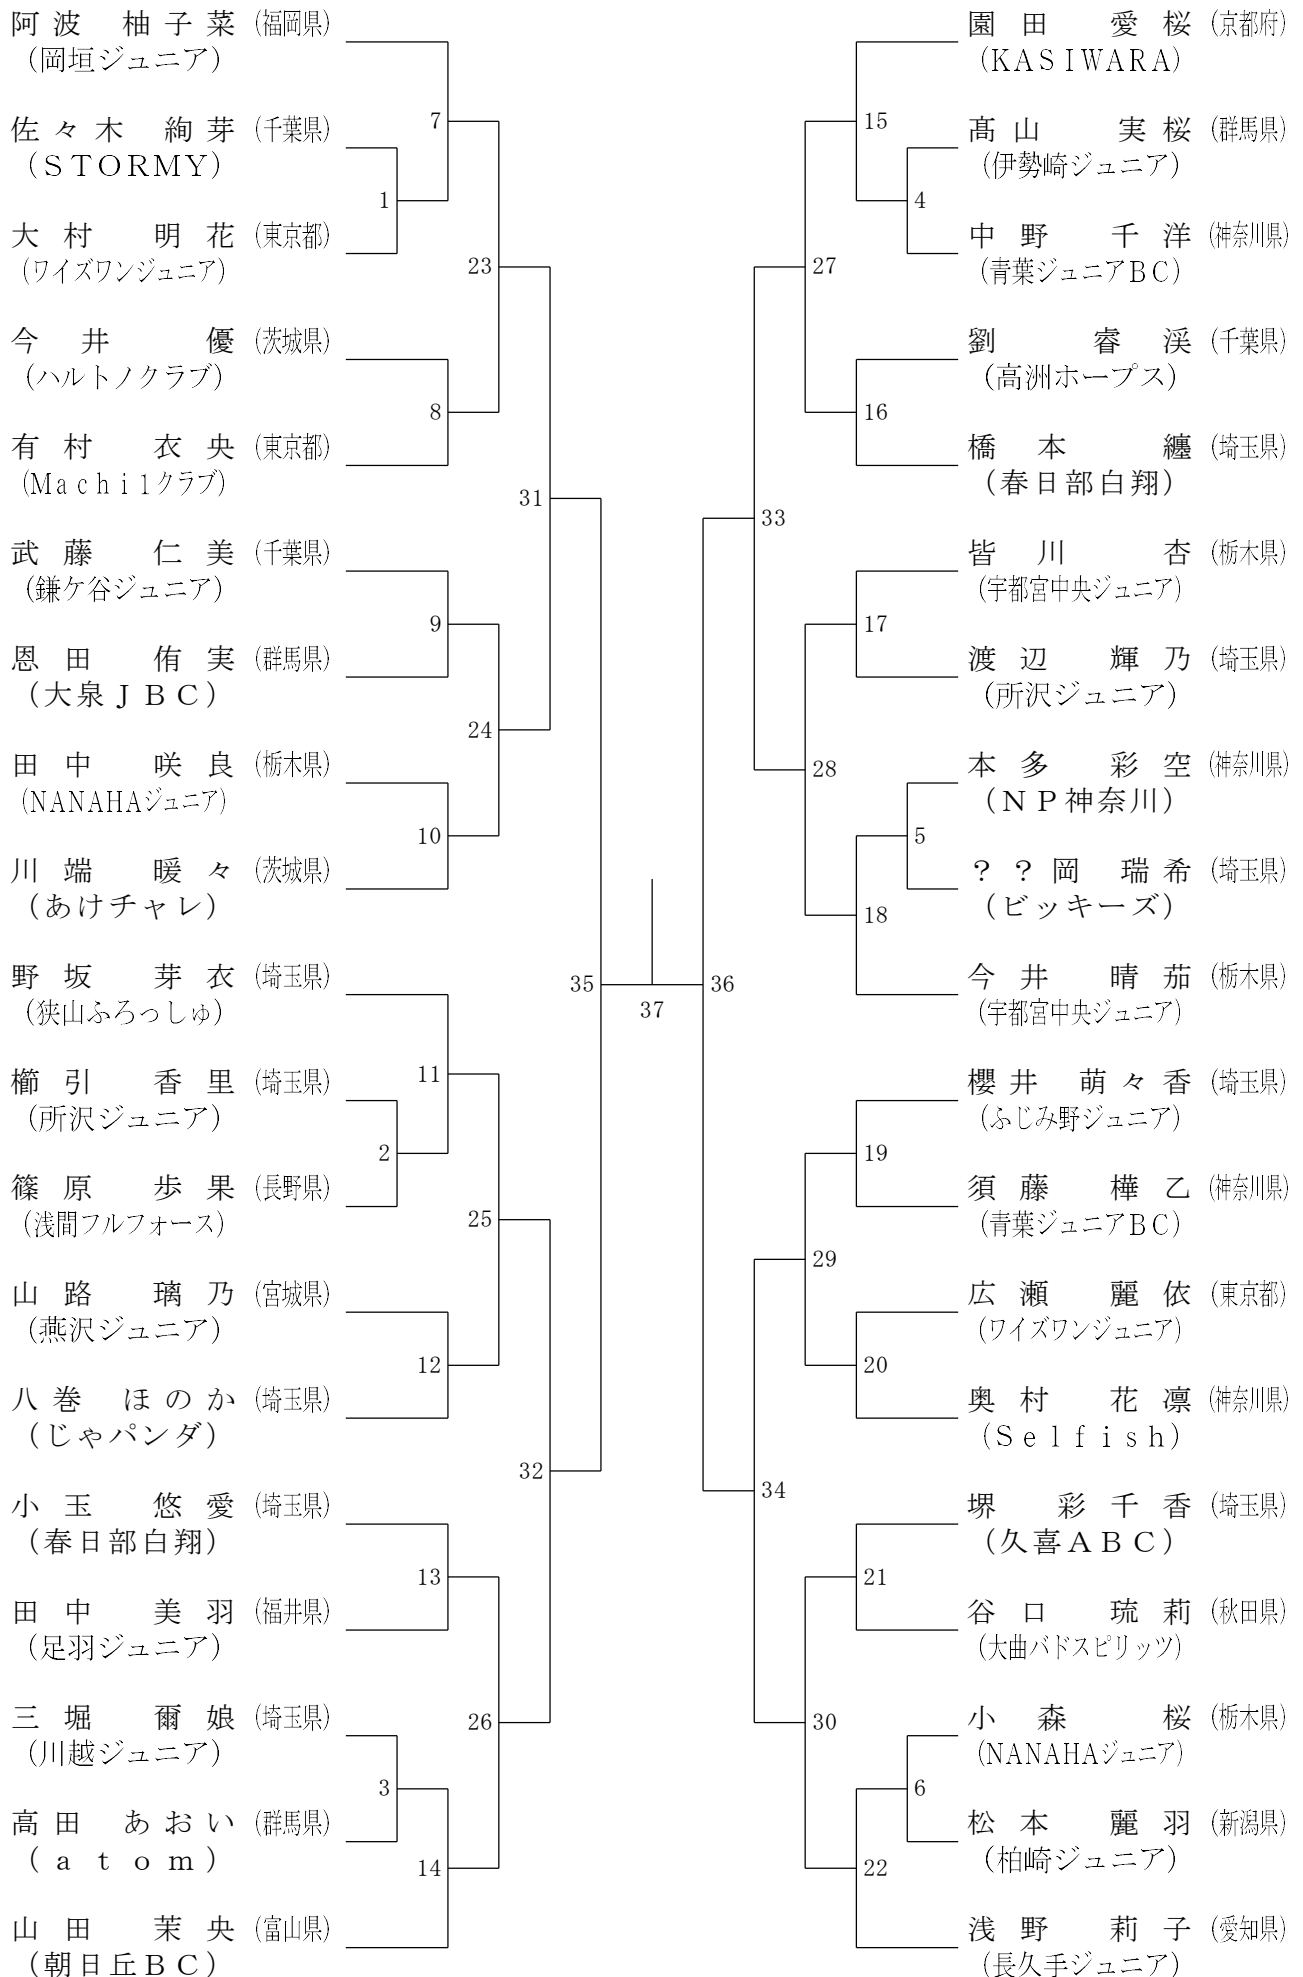 阿波 柚子菜 (福岡県)
(岡垣ジュニア)
佐々木 絢芽 (千葉県)
(STORMY)
大村 明花 (東京都)
(ワイズワンジュニア)
今井 優 (茨城県)
(ハルトノクラブ)
有村 衣央 (東京都)
(Machilクラブ)
武藤 仁美 (千葉県)
(鎌ケ谷ジュニア)
恩田 侑実 (群馬県)
(大泉JBC)
田中 咲良 (栃木県)
(NANAHAジュニア)
川端 暖々 (茨城県)
(あけチャレ)
野坂 芽衣 (埼玉県)
(狭山ふろっしゅ)
櫛引 香里 (埼玉県)
(所沢ジュニア)
篠原 歩果 (長野県)
(浅間フルフォース)
山路 璃乃 (宮城県)
(燕沢ジュニア)
八巻 ほのか (埼玉県)
(じゃパンダ)
小玉 悠愛 (埼玉県)
(春日部白翔)
田中 美羽 (福井県)
(足羽ジュニア)
三堀 爾娘 (埼玉県)
(川越ジュニア)
高田 あおい (群馬県)
(atom)
山田 茉央 (富山県)
(朝日丘BC)
7
1
23
8
31
9
24
10
35
11
2
25
12
32
13
26
3
14
37
36
15
4
27
16
33
17
28
5
18
19
29
20
34
21
30
6
22
園田 愛桜 (京都府)
(KASIWARA)
髙山 実桜 (群馬県)
(伊勢崎ジュニア)
中野 千洋 (神奈川県)
(青葉ジュニアBC)
劉 睿渓 (千葉県)
(高洲ホープス)
橋本 纏 (埼玉県)
(春日部白翔)
皆川 杏 (栃木県)
(宇都宮中央ジュニア)
渡辺 輝乃 (埼玉県)
(所沢ジュニア)
本多 彩空 (神奈川県)
(NP神奈川)
??岡 瑞希 (埼玉県)
(ビッキーズ)
今井 晴茄 (栃木県)
(宇都宮中央ジュニア)
櫻井 萌々香 (埼玉県)
(ふじみ野ジュニア)
須藤 樺乙 (神奈川県)
(青葉ジュニアBC)
広瀬 麗依 (東京都)
(ワイズワンジュニア)
奥村 花凛 (神奈川県)
(Selfish)
堺 彩千香 (埼玉県)
(久喜ABC)
谷口 琉莉 (秋田県)
(大曲バドスピリッツ)
小森 桜 (栃木県)
(NANAHAジュニア)
松本 麗羽 (新潟県)
(柏崎ジュニア)
浅野 莉子 (愛知県)
(長久手ジュニア)